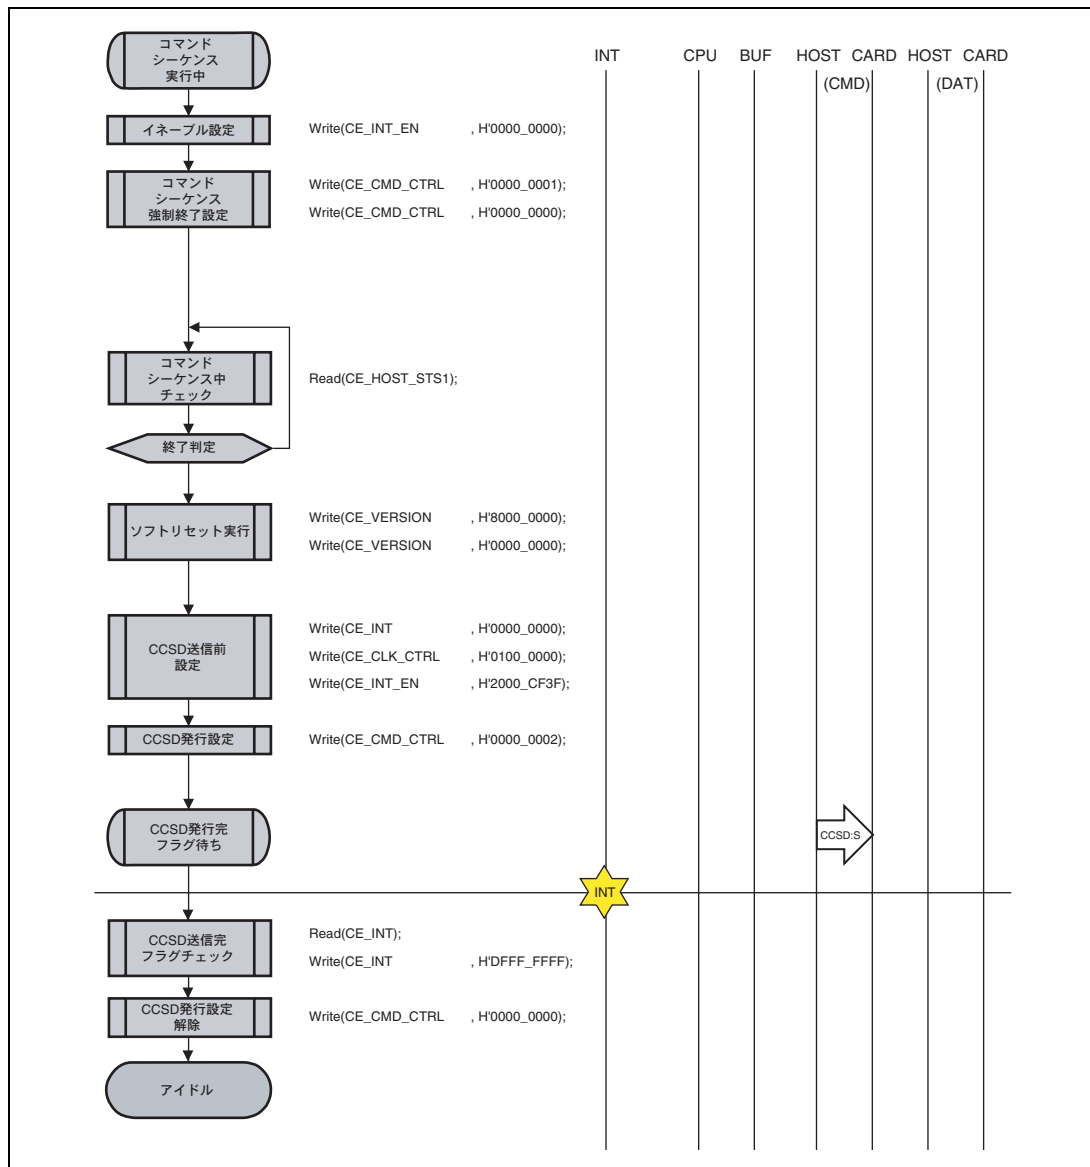 コマンド
シーケンス
実行中
INT CPU BUF HOST CARD HOST CARD
(CMD) (DAT)
イネーブル設定 Write(CE_INT_EN , H'0000_0000);
コマンド
シーケンス
強制終了設定
Write(CE_CMD_CTRL , H'0000_0001);
Write(CE_CMD_CTRL , H'0000_0000);
コマンド
シーケンス中
チェック
Read(CE_HOST_STS1);
終了判定
ソフトリセット実行
Write(CE_VERSION , H'8000_0000);
Write(CE_VERSION , H'0000_0000);
CCSD送信前
設定
Write(CE_INT , H'0000_0000);
Write(CE_CLK_CTRL , H'0100_0000);
Write(CE_INT_EN , H'2000_CF3F);
CCSD発行設定 Write(CE_CMD_CTRL , H'0000_0002);
CCSD発行完
フラグ待ち
CCSD:S
INT
CCSD送信完
フラグチェック
Read(CE_INT);
Write(CE_INT , H'DFFF_FFFF);
CCSD発行設定
解除
Write(CE_CMD_CTRL , H'0000_0000);
アイドル